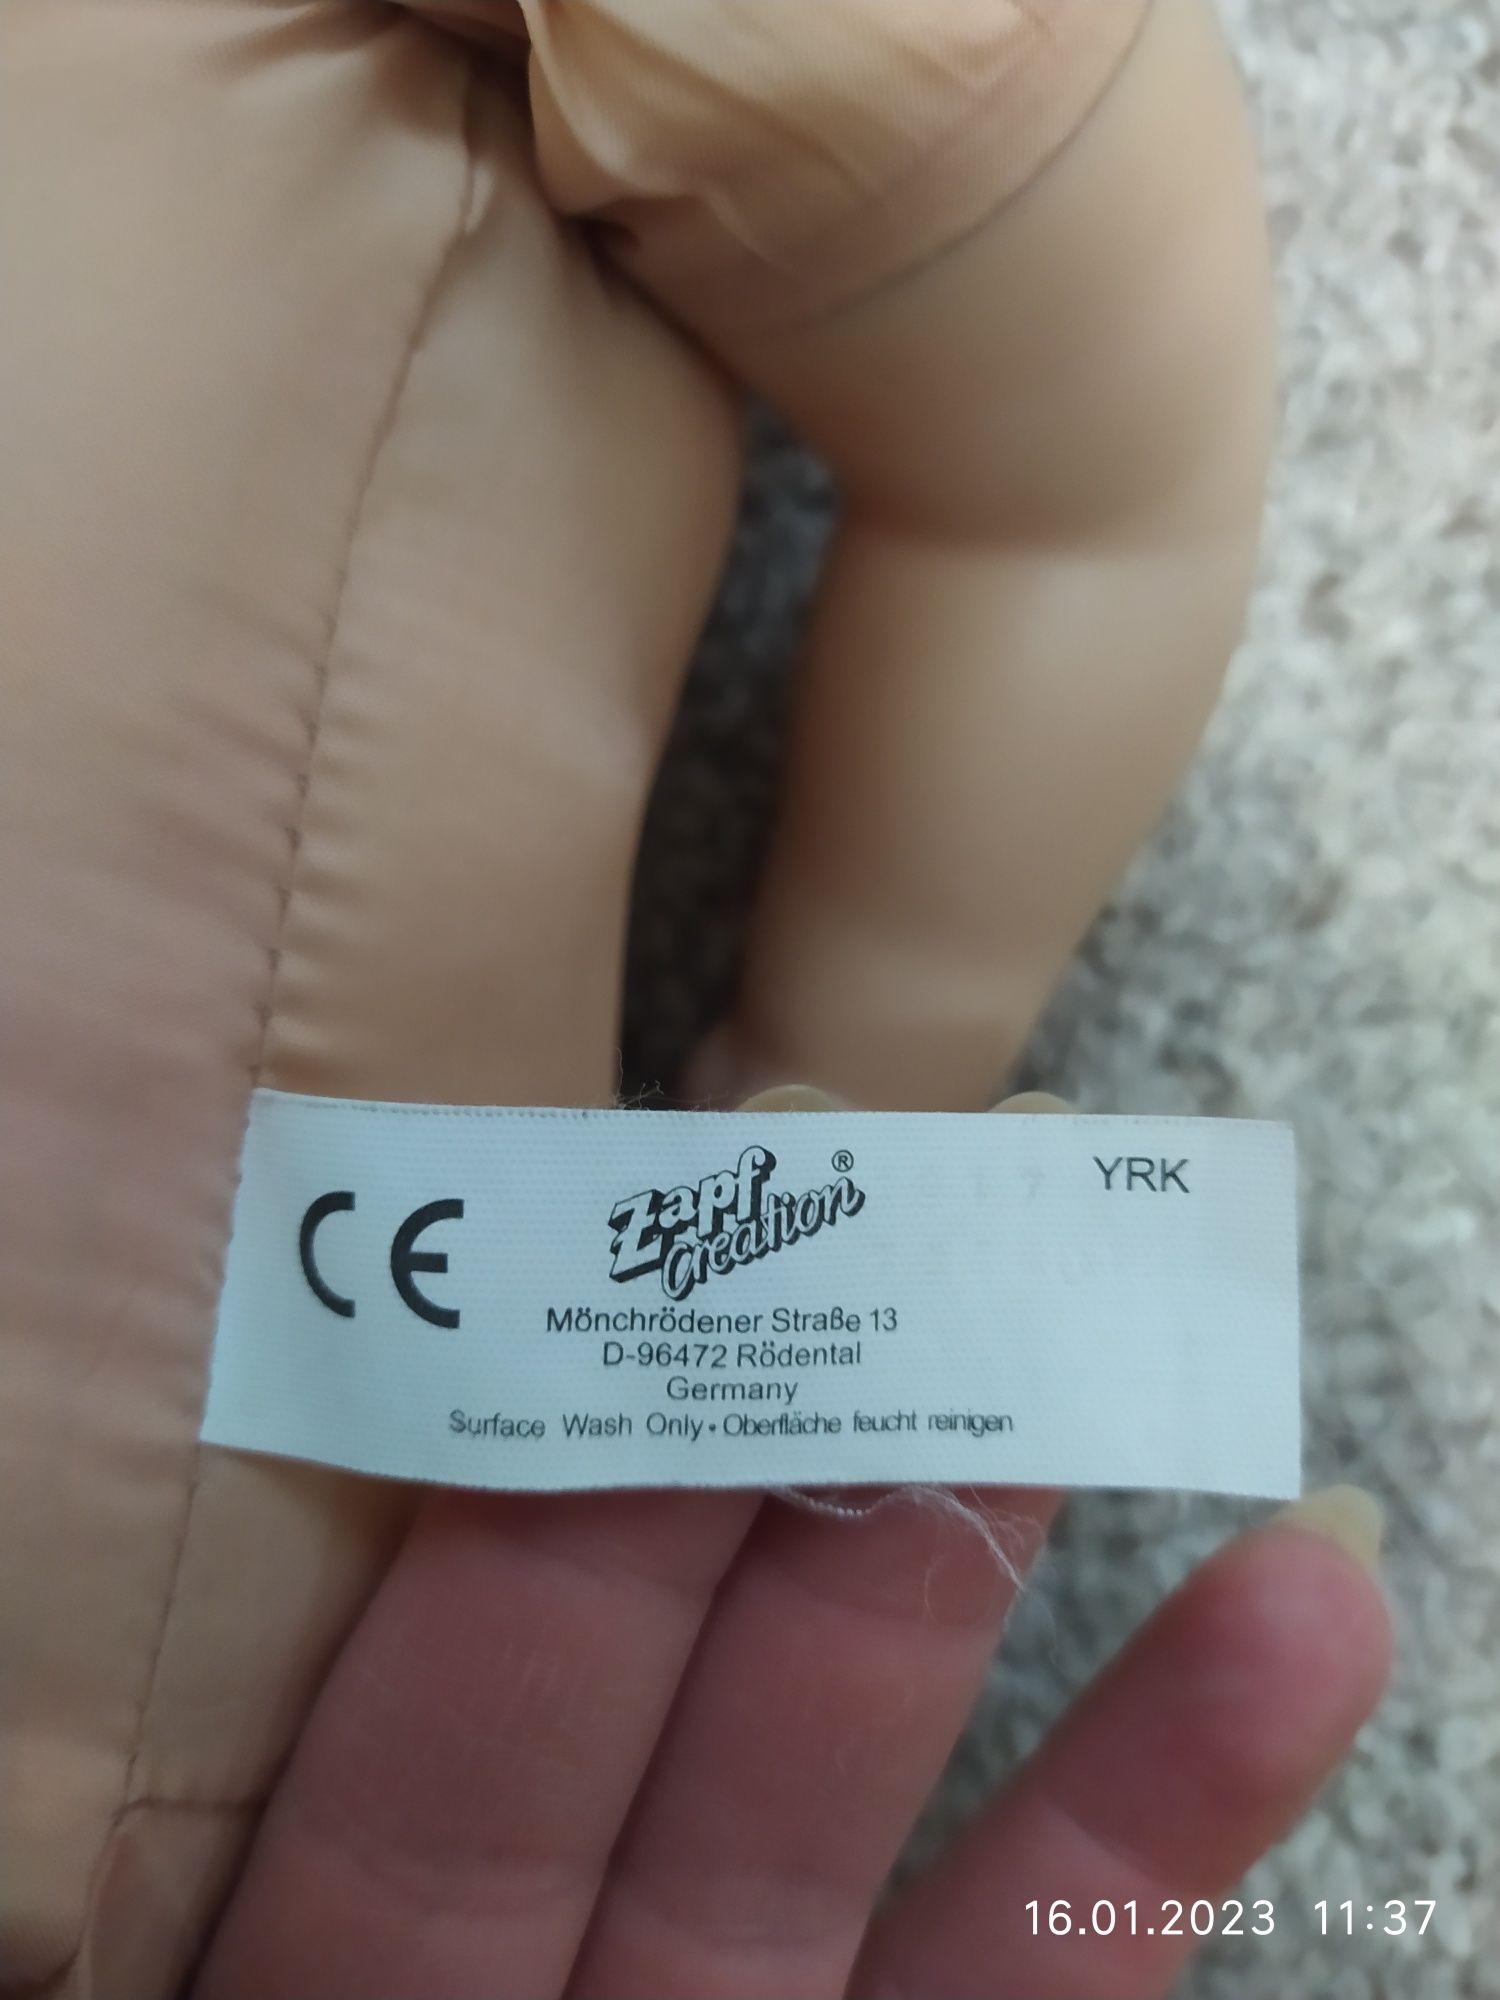 CE
Zapf
creation®
YRK
Mönchrödener Straße 13
D-96472 Rödental
Germany
Surface Wash Only • Oberfläche feucht reinigen
16.01.2023 11:37